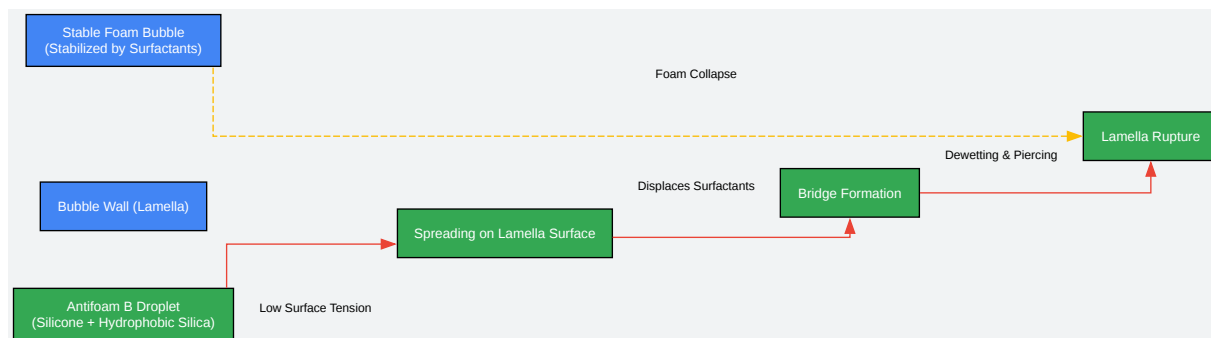 Stable Foam Bubble
(Stabilized by Surfactants)
Foam Collapse
Lamella Rupture
Dewetting & Piercing
Displaces Surfactants
Bridge Formation
Bubble Wall (Lamella)
Spreading on Lamella Surface
Antifoam B Droplet
(Silicone + Hydrophobic Silica)
Low Surface Tension